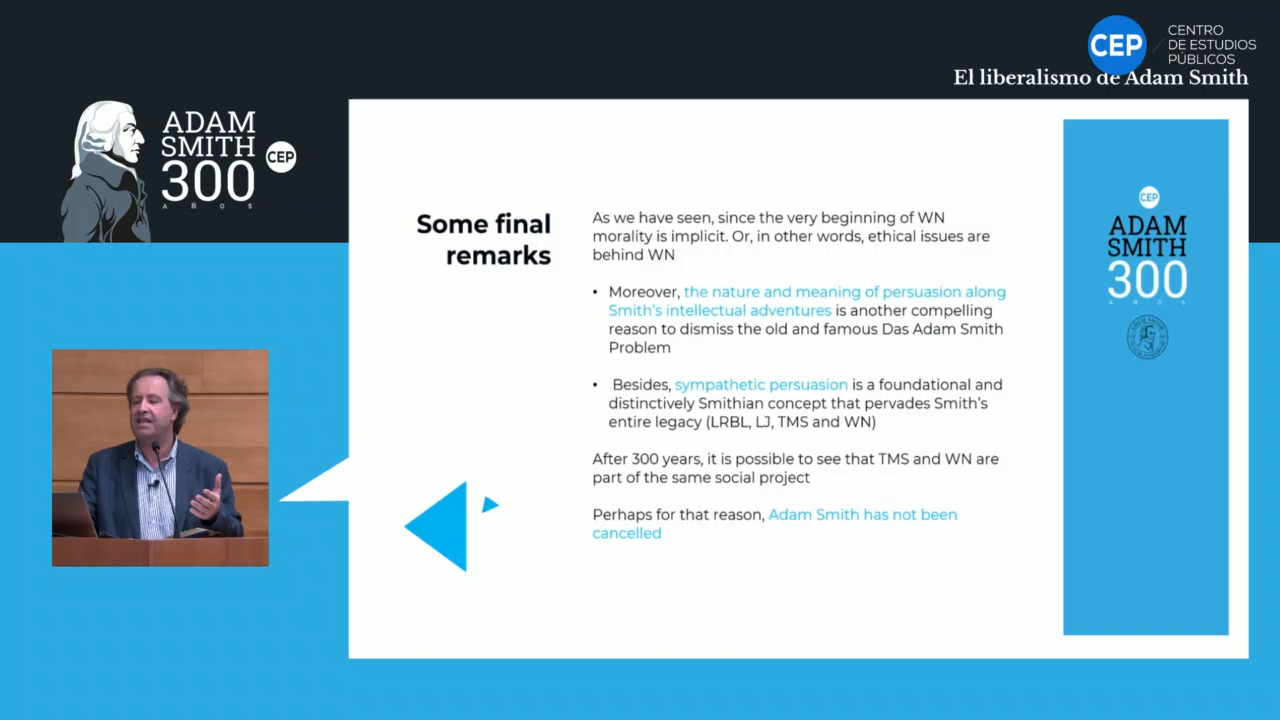 CEP
CENTRO
DE ESTUDIOS
PÚBLICOS
El liberalismo de Adam Smith
ADAM
SMITH
300
AÑOS
CEP
Some final
remarks
As we have seen, since the very beginning of WN
morality is implicit. Or, in other words, ethical issues are
behind WN
• Moreover, the nature and meaning of persuasion along
Smith's intellectual adventures is another compelling
reason to dismiss the old and famous Das Adam Smith
Problem
• Besides, sympathetic persuasion is a foundational and
distinctively Smithian concept that pervades Smith's
entire legacy (LRBL, LJ, TMS and WN)
After 300 years, it is possible to see that TMS and WN are
part of the same social project
Perhaps for that reason, Adam Smith has not been
cancelled
CEP
ADAM
SMITH
300